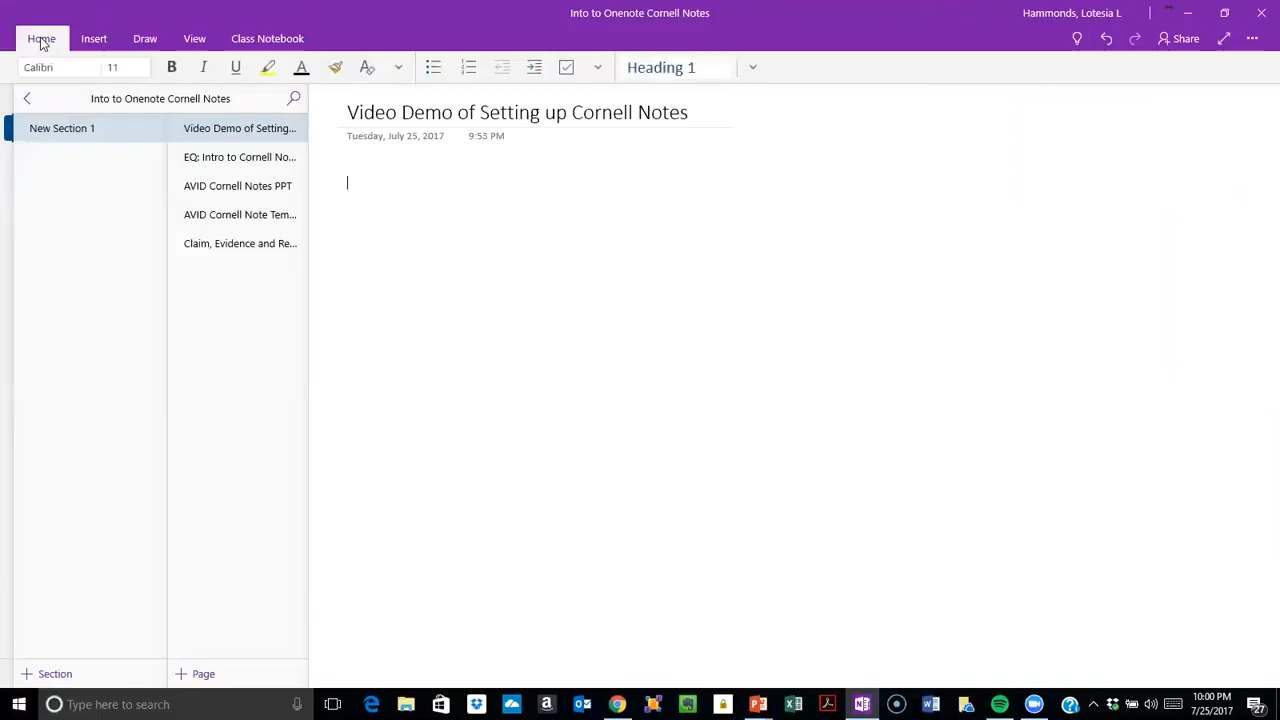 Into to Onenote Cornell Notes
Hammonds, Lotesia L
Home Insert Draw View Class Notebook
Share
Calibri 11 B I U A Heading 1
Into to Onenote Cornell Notes
New Section 1
Video Demo of Setting...
EQ: Intro to Cornell No...
AVID Cornell Notes PPT
AVID Cornell Note Tem...
Claim, Evidence and Re...
Video Demo of Setting up Cornell Notes
Tuesday, July 25, 2017 9:53 PM
+ Section
+ Page
Type here to search
10:00 PM
7/25/2017
27